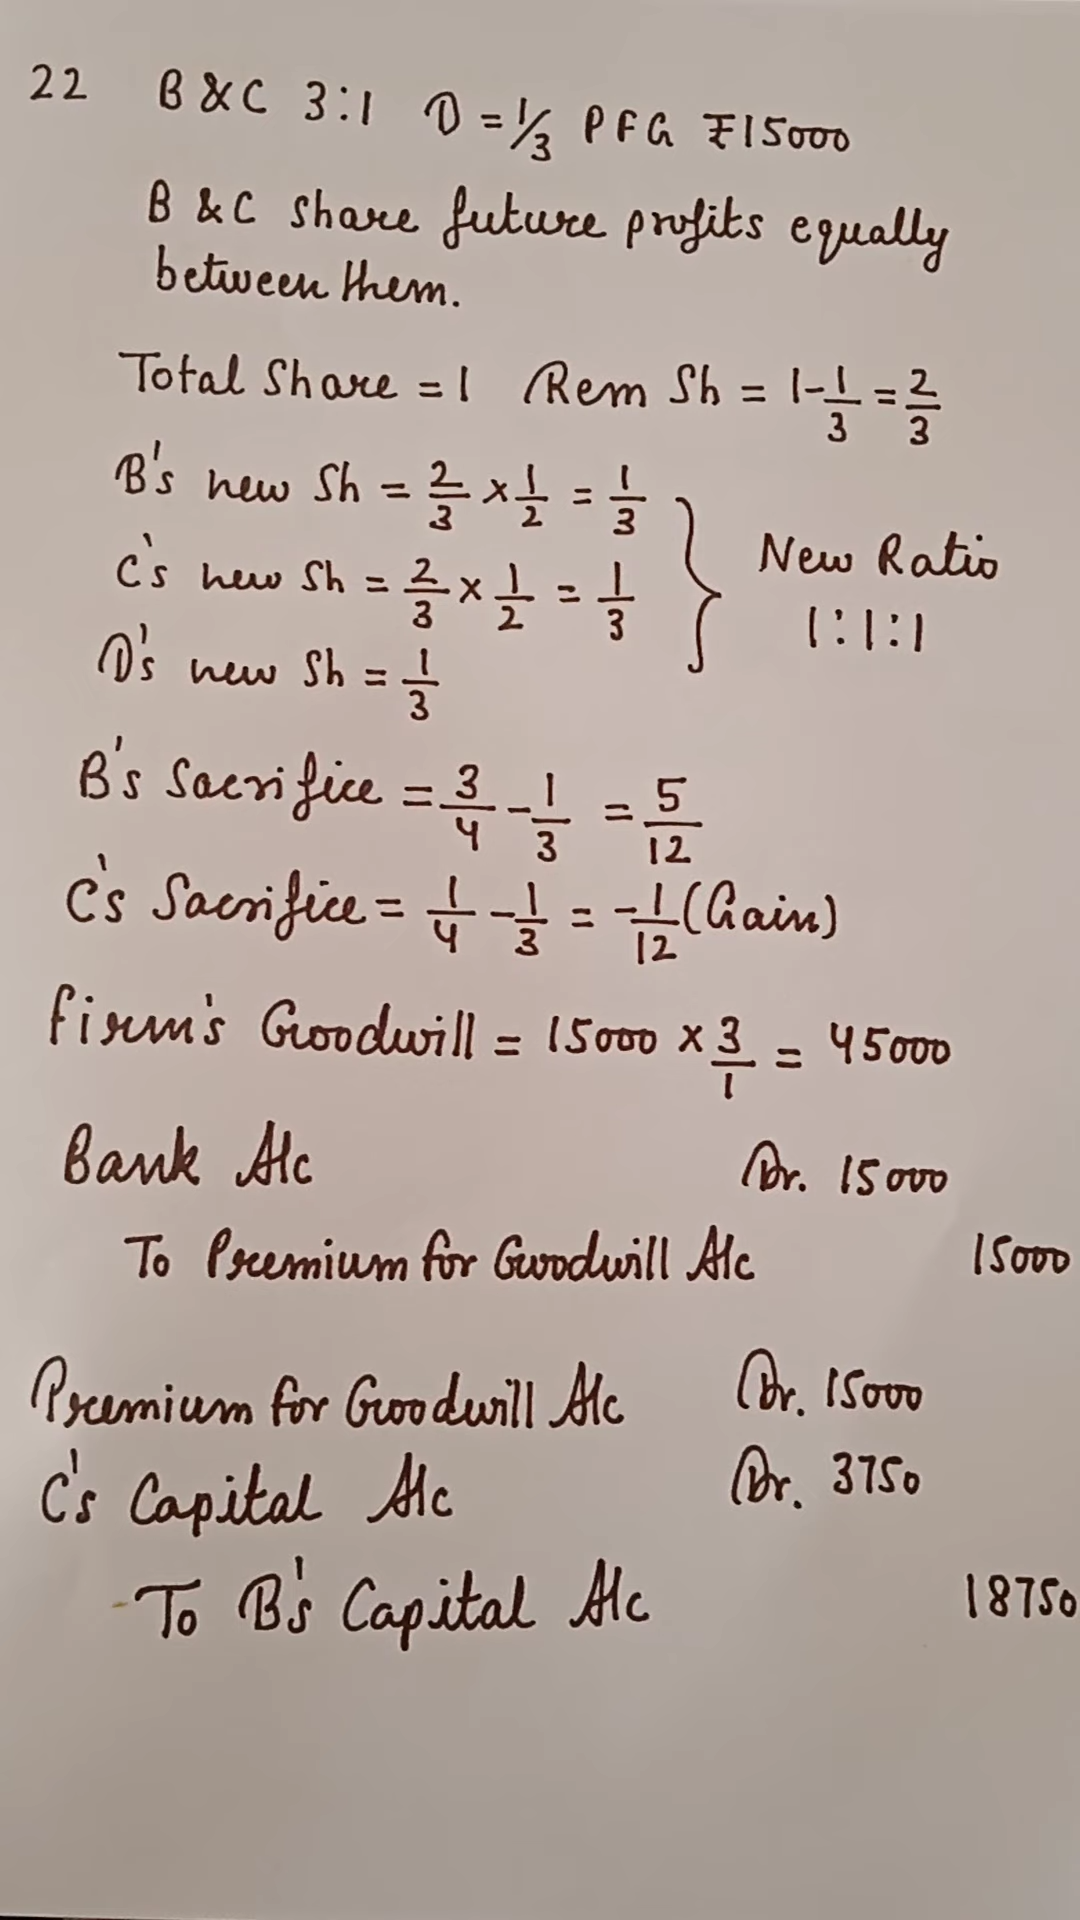 22 B & C 3:1 D = 1/3 PFG ₹15000
B & C share future profits equally
between them.
Total Share = 1 Rem Sh = 1 - 1/3 = 2/3
B's new Sh = 2/3 × 1/2 = 1/3
C's new Sh = 2/3 × 1/2 = 1/3
New Ratio
1:1:1
D's new Sh = 1/3
B's Sacrifice = 3/4 - 1/3 = 5/12
C's Sacrifice = 1/4 - 1/3 = -1/12 (Gain)
Firm's Goodwill = 15000 × 3/1 = 45000
Bank A/c Dr. 15000
To Premium for Goodwill A/c 15000
Premium for Goodwill A/c Dr. 15000
C's Capital A/c Dr. 3750
To B's Capital A/c 18750